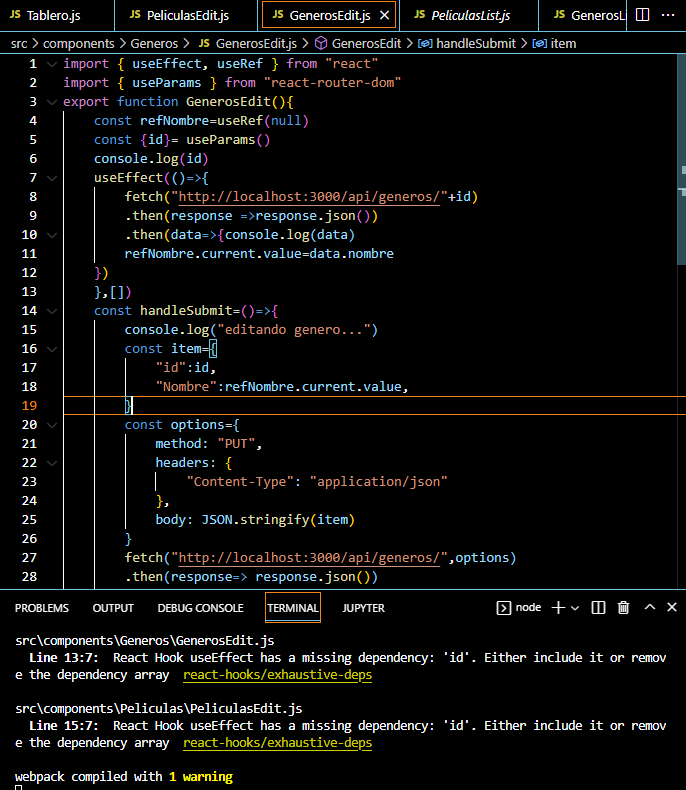 JS Tablero.js
JS PeliculasEdit.js
JS GenerosEdit.js
JS PeliculasList.js
JS GenerosLi
src > components > Generos > JS GenerosEdit.js > GenerosEdit > handleSubmit > item
1 import { useEffect, useRef } from "react"
2 import { useParams } from "react-router-dom"
3 export function GenerosEdit(){
4 const refNombre=useRef(null)
5 const {id}= useParams()
6 console.log(id)
7 useEffect(()=>{
8 fetch("http://localhost:3000/api/generos/"+id)
9 .then(response =>response.json())
10 .then(data=>{console.log(data)
11 refNombre.current.value=data.nombre
12 })
13 },[])
14 const handleSubmit=()=>{
15 console.log("editando genero...")
16 const item={
17 "id":id,
18 "Nombre":refNombre.current.value,
19 }
20 const options={
21 method: "PUT",
22 headers: {
23 "Content-Type": "application/json"
24 },
25 body: JSON.stringify(item)
26 }
27 fetch("http://localhost:3000/api/generos/",options)
28 .then(response=> response.json())
PROBLEMS OUTPUT DEBUG CONSOLE TERMINAL JUPYTER node
src\components\Generos\GenerosEdit.js
Line 13:7: React Hook useEffect has a missing dependency: 'id'. Either include it or remov
e the dependency array react-hooks/exhaustive-deps
src\components\Peliculas\PeliculasEdit.js
Line 15:7: React Hook useEffect has a missing dependency: 'id'. Either include it or remov
e the dependency array react-hooks/exhaustive-deps
webpack compiled with 1 warning